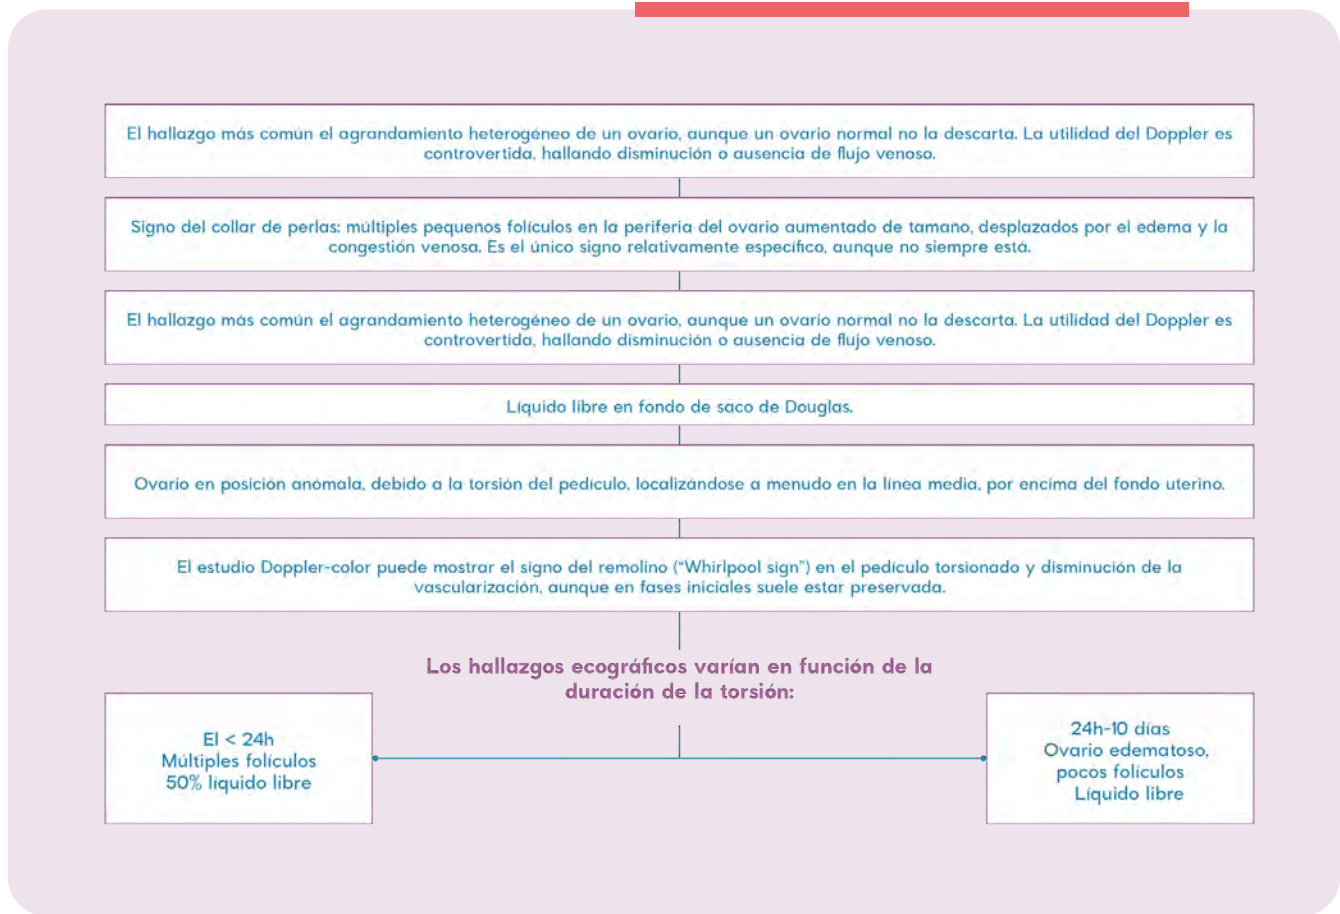 El hallazgo más común el agrandamiento heterogéneo de un ovario, aunque un ovario normal no la descarta. La utilidad del Doppler es
controvertida, hallando disminución o ausencia de flujo venoso.
Signo del collar de perlas: múltiples pequenos folículos en la periferia del ovario aumentado de tamano, desplazados por el edema y la
congestión venosa. Es el único signo relativamente específico, aunque no siempre está.
El hallazgo más común el agrandamiento heterogéneo de un ovario, aunque un ovario normal no la descarta. La utilidad del Doppler es
controvertida, hallando disminución o ausencia de flujo venoso.
Líquido libre en fondo de saco de Douglas.
Ovario en posición anómala, debido a la torsión del pedículo, localizándose a menudo en la línea media, por encima del fondo uterino.
El estudio Doppler-color puede mostrar el signo del remolino ("Whirlpool sign") en el pedículo torsionado y disminución de la
vascularización, aunque en fases iniciales suele estar preservada.
Los hallazgos ecográficos varían en función de la
duración de la torsión:
El < 24h
Múltiples folículos
50% líquido libre
24h-10 días
Ovario edematoso,
pocos folículos
Líquido libre